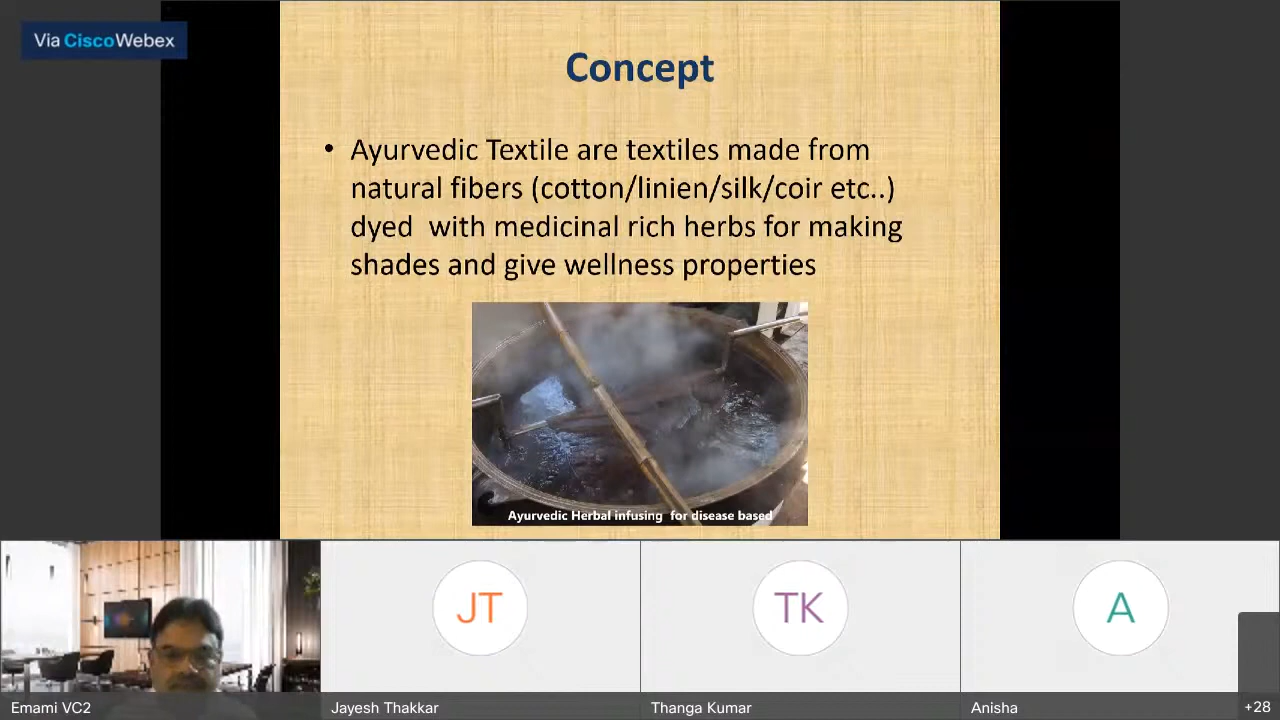 Via CiscoWebex
Concept
• Ayurvedic Textile are textiles made from
natural fibers (cotton/linien/silk/coir etc..)
dyed  with medicinal rich herbs for making
shades and give wellness properties
Ayurvedic Herbal infusing  for disease based
JT
TK
A
Emami VC2
Jayesh Thakkar
Thanga Kumar
Anisha
+28